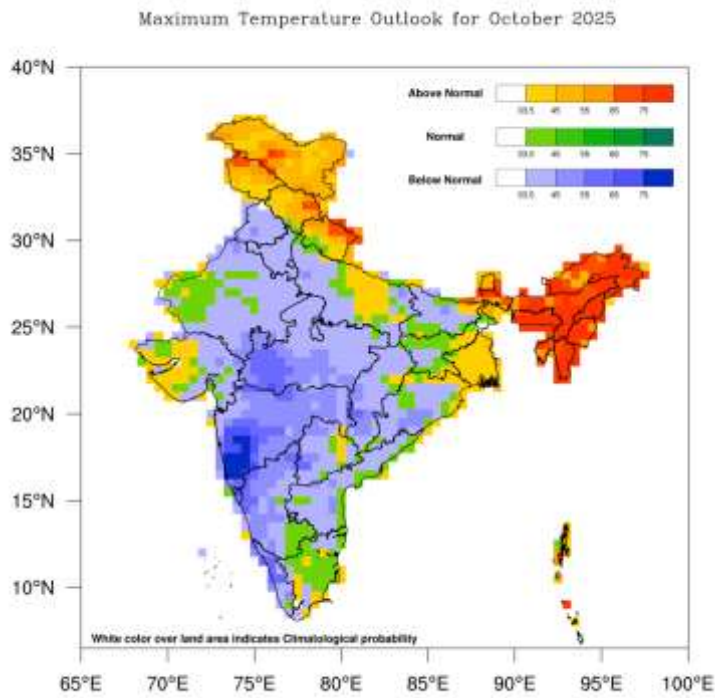 Maximum Temperature Outlook for October 2025
40°N
35°N
30°N
25°N
20°N
15°N
10°N
Above Normal
33.5 45 55 65 75
Normal
33.5 45 55 65 75
Below Normal
33.5 45 55 65 75
White color over land area indicates Climatological probability
65°E 70°E 75°E 80°E 85°E 90°E 95°E 100°E